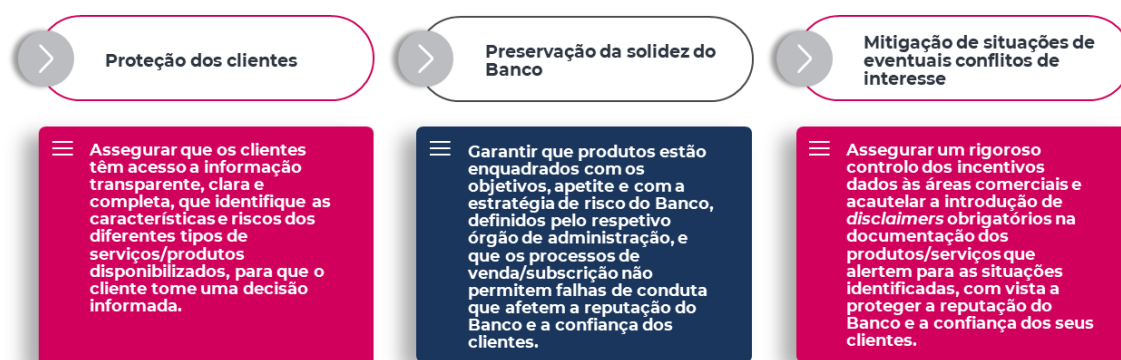 Proteção dos clientes
Preservação da solidez do
Banco
Mitigação de situações de
eventuais conflitos de
interesse
Assegurar que os clientes
têm acesso a informação
transparente, clara e
completa, que identifique as
características e riscos dos
diferentes tipos de
serviços/produtos
disponibilizados, para que o
cliente tome uma decisão
informada.
Garantir que produtos estão
enquadrados com os
objetivos, apetite e com a
estratégia de risco do Banco,
definidos pelo respetivo
órgão de administração, e
que os processos de
venda/subscrição não
permitem falhas de conduta
que afetem a reputação do
Banco e a confiança dos
clientes.
Assegurar um rigoroso
controlo dos incentivos
dados às áreas comerciais e
acautelar a introdução de
disclaimers obrigatórios na
documentação dos
produtos/serviços que
alertem para as situações
identificadas, com vista a
proteger a reputação do
Banco e a confiança dos seus
clientes.